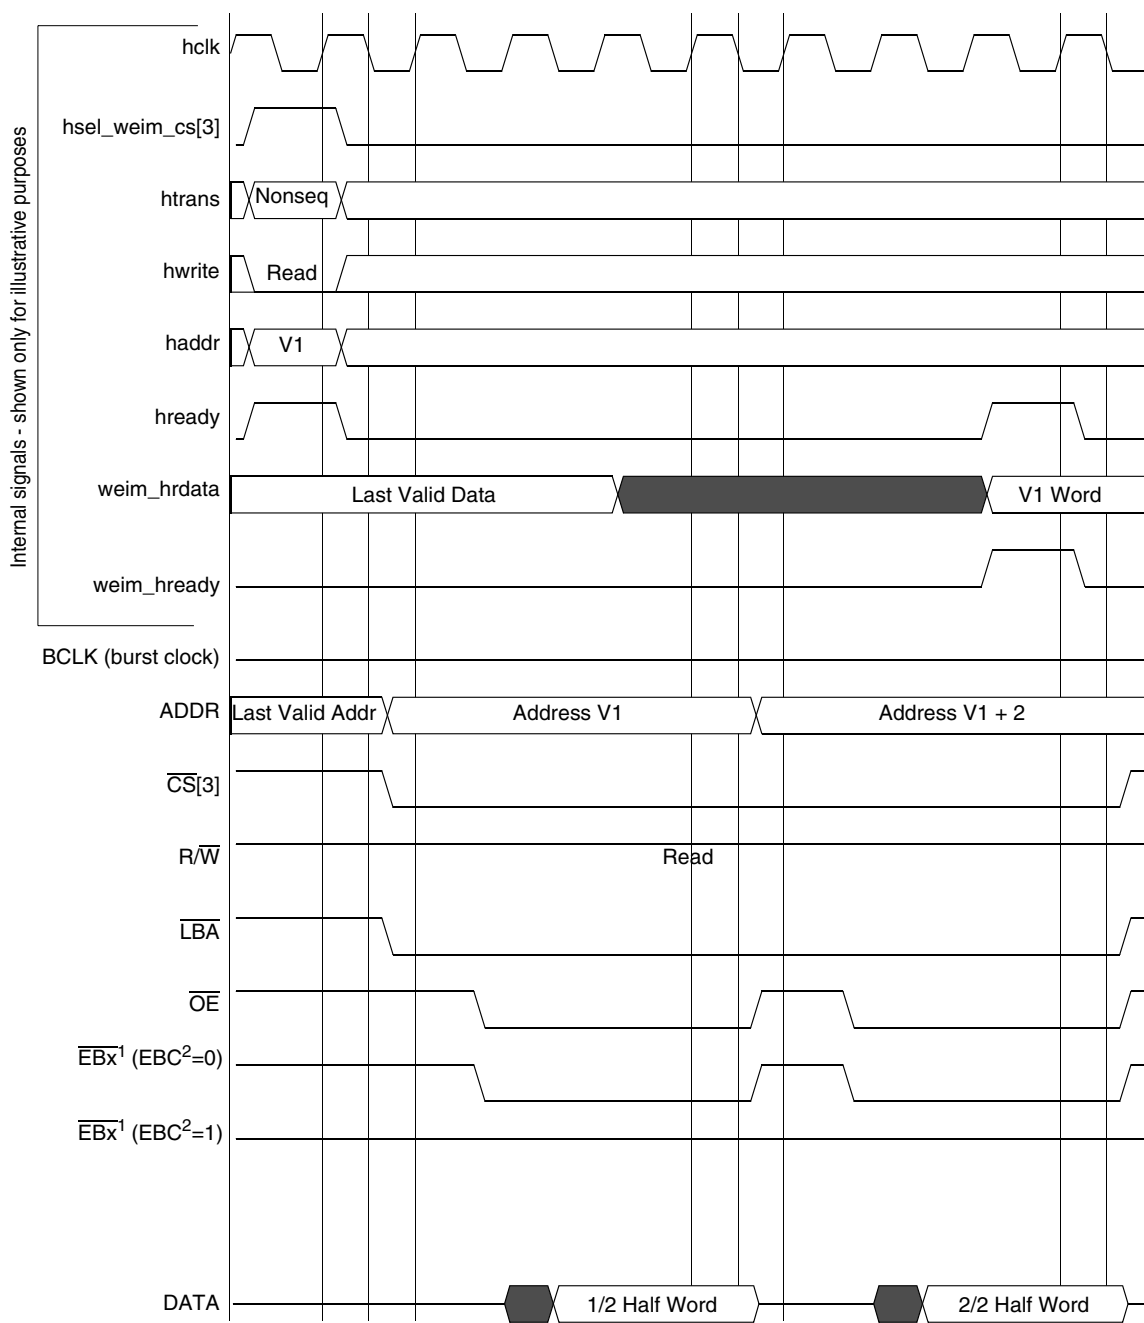 Internal signals - shown only for illustrative purposes
hclk
hsel_weim_cs[3]
htrans Nonseq
hwrite Read
haddr V1
hready
weim_hrdata Last Valid Data V1 Word
weim_hready
BCLK (burst clock)
ADDR Last Valid Addr Address V1 Address V1 + 2
CS[3]
R/W Read
LBA
OE
EBx1 (EBC2=0)
EBx1 (EBC2=1)
DATA 1/2 Half Word 2/2 Half Word